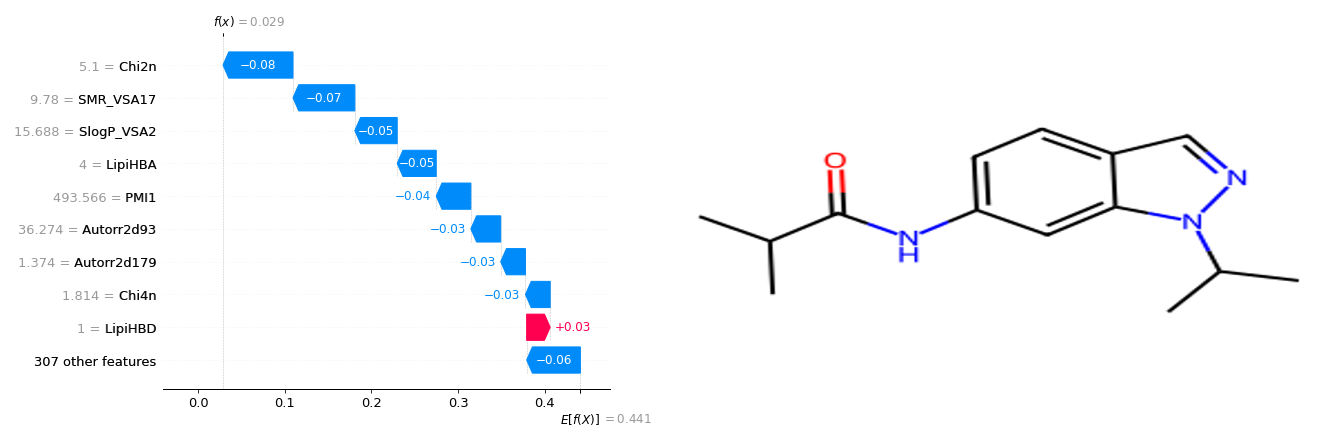 f(x) = 0.029
5.1 = Chi2n
−0.08
9.78 = SMR_VSA17
−0.07
15.688 = SlogP_VSA2
−0.05
4 = LipiHBA
−0.05
493.566 = PMI1
−0.04
36.274 = Autorr2d93
−0.03
1.374 = Autorr2d179
−0.03
1.814 = Chi4n
−0.03
1 = LipiHBD
+0.03
307 other features
−0.06
0.0 0.1 0.2 0.3 0.4
E[f(X)] = 0.441
O
N
H
N
N